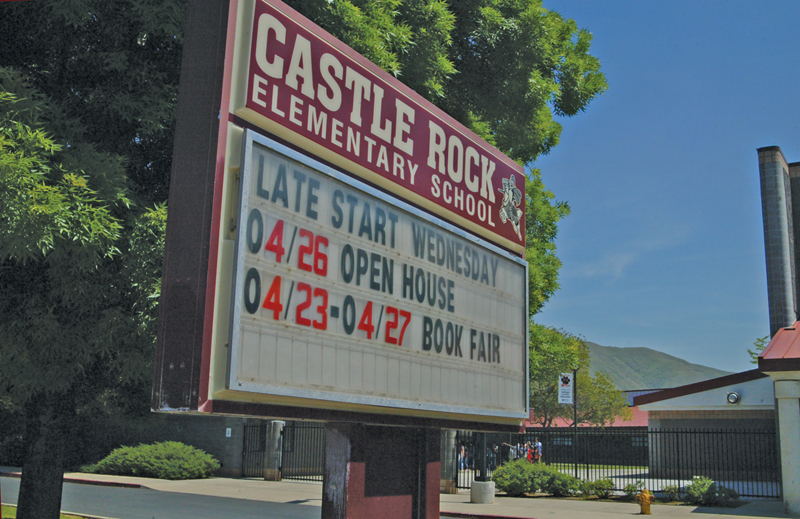 CASTLE ROCK
ELEMENTARY SCHOOL
LATE START WEDNESDAY
04/26 OPEN HOUSE
04/23-04/27 BOOK FAIR